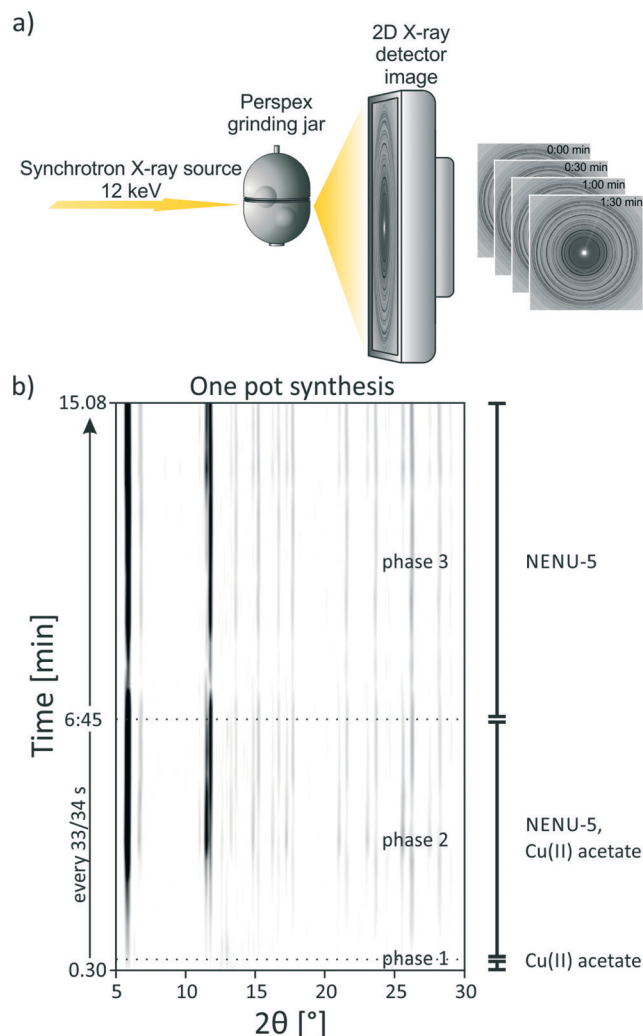 a)
2D X-ray
detector
image
Perspex
grinding jar
Synchrotron X-ray source
12 keV
0:00 min
0:30 min
1:00 min
1:30 min
b)
One pot synthesis
15.08
6:45
0.30
Time [min]
every 33/34 s
phase 3
phase 2
phase 1
NENU-5
NENU-5,
Cu(II) acetate
Cu(II) acetate
5 10 15 20 25 30
2θ [°]